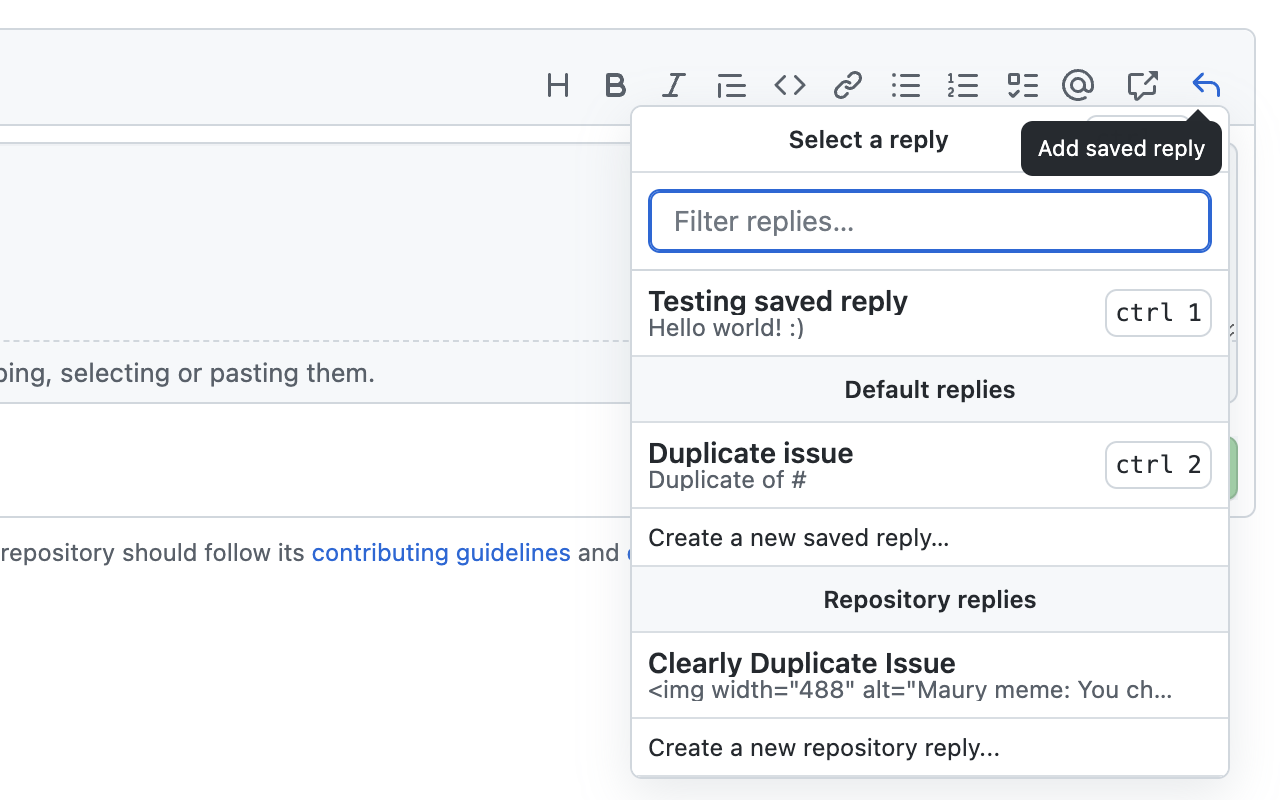 Select a reply
Add saved reply
Filter replies...
Testing saved reply
Hello world! :)
ctrl 1
selecting or pasting them.
Default replies
Duplicate issue
Duplicate of #
ctrl 2
Create a new saved reply...
repository should follow its contributing guidelines and
Repository replies
Clearly Duplicate Issue
<img width="488" alt="Maury meme: You ch...
Create a new repository reply...